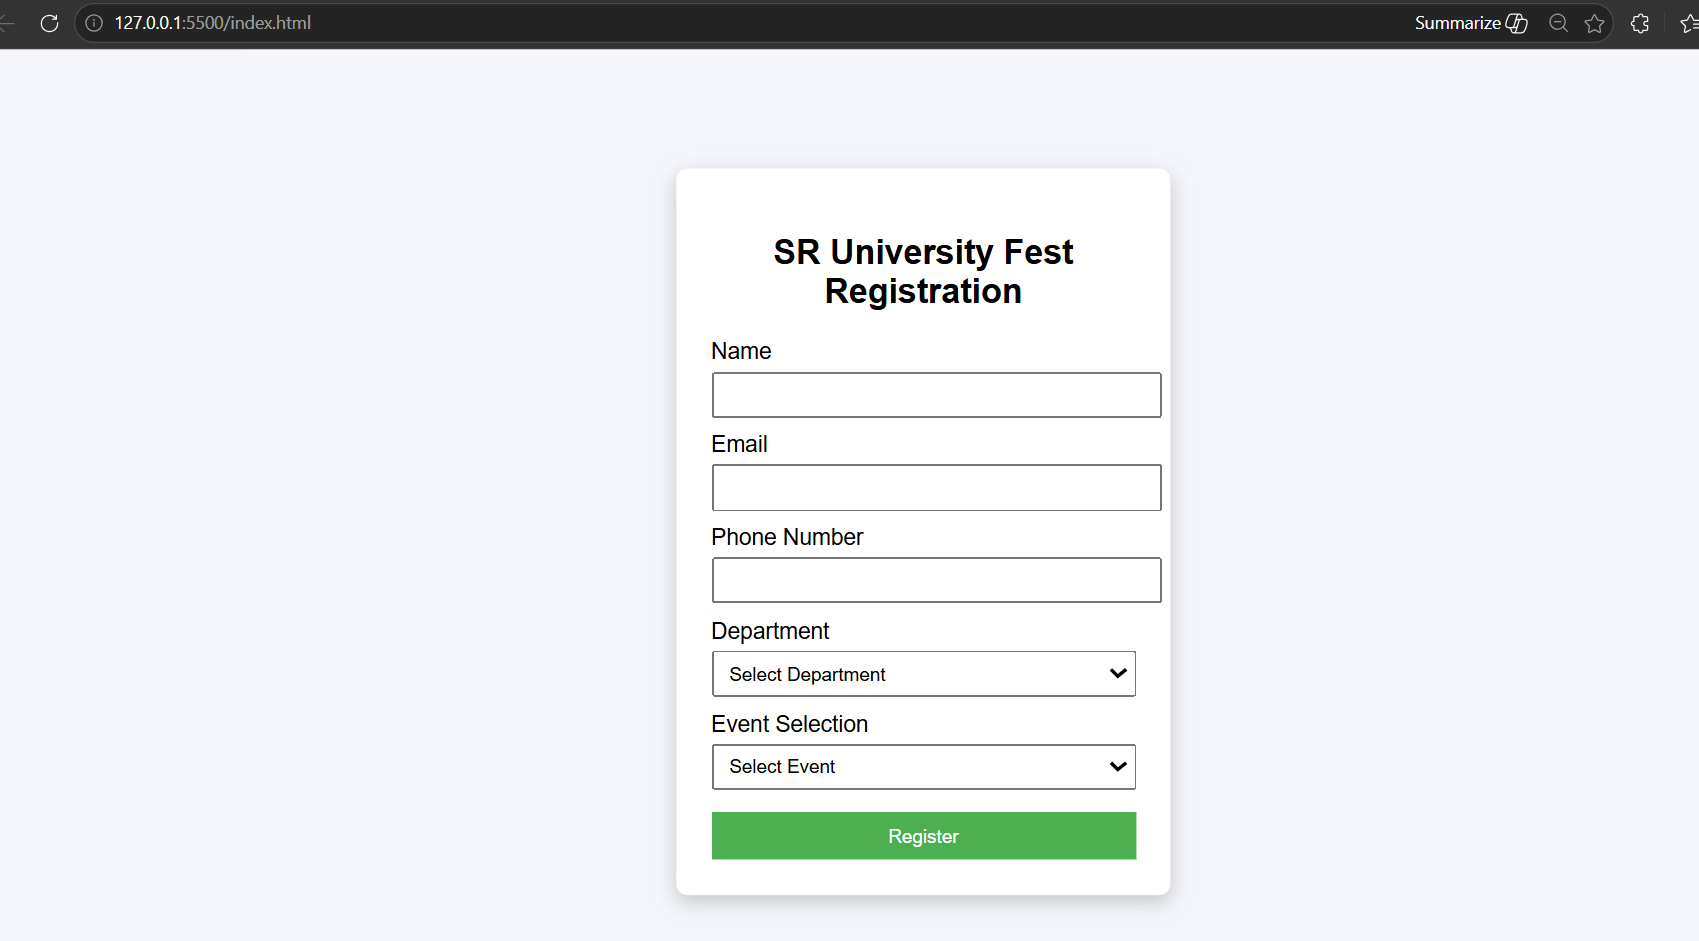 127.0.0.1:5500/index.html
Summarize
SR University Fest
Registration
Name
Email
Phone Number
Department
Select Department
Event Selection
Select Event
Register